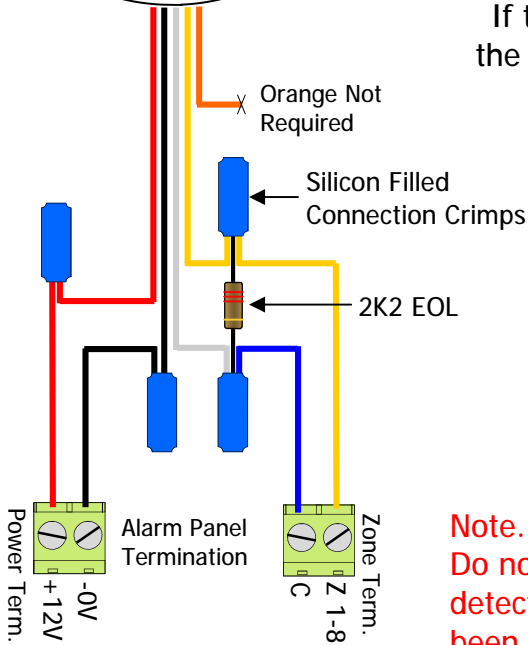 If t
the
Orange Not
Required
Silicon Filled
Connection Crimps
2K2 EOL
Alarm Panel
Termination
Power Term.
+12V
-0V
C
Z 1-8
Zone Term.
Note.
Do no
detect
been